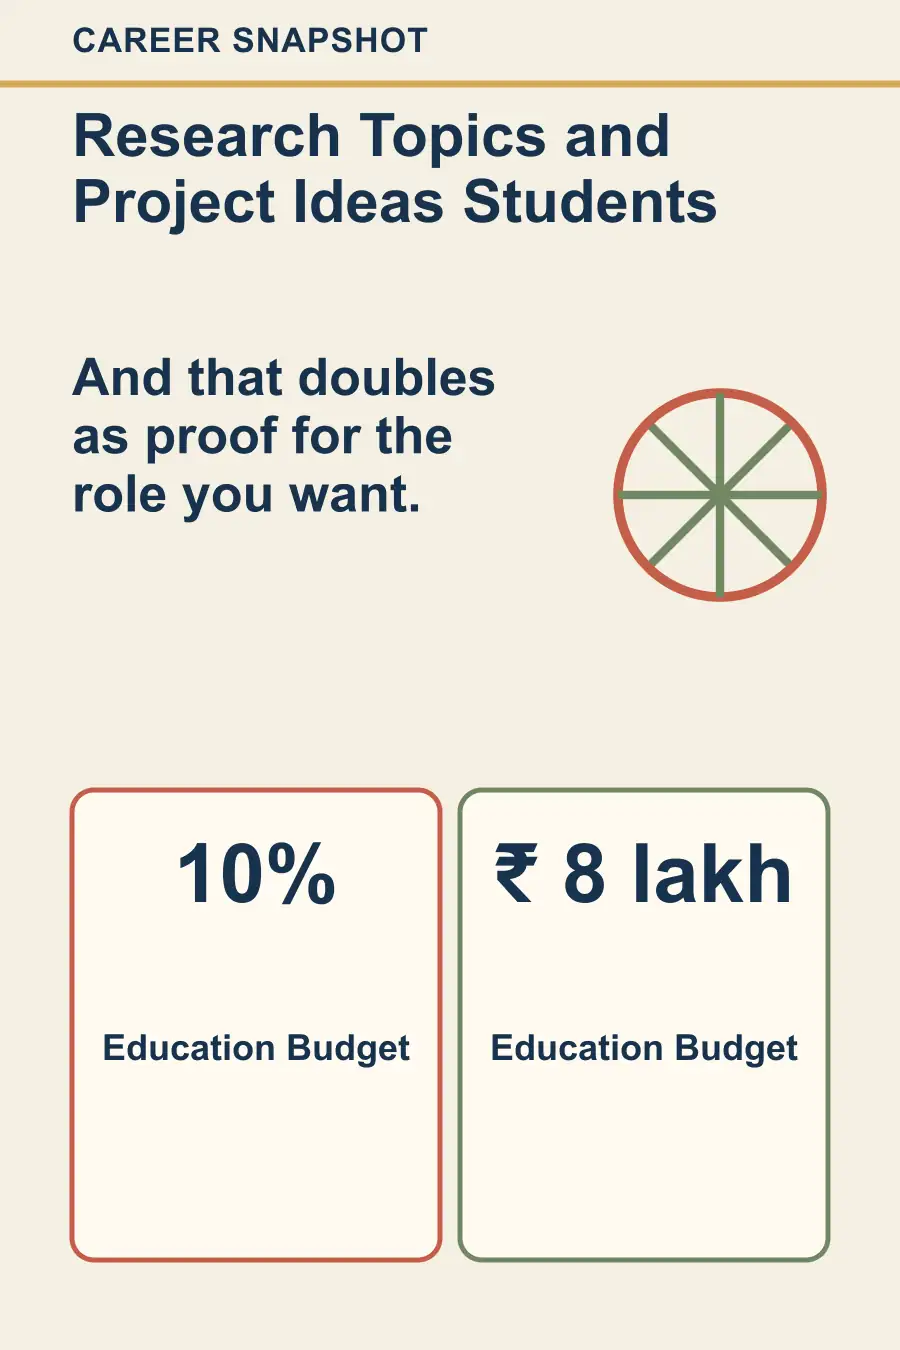 CAREER SNAPSHOT
Research Topics and
Project Ideas Students
And that doubles
as proof for the
role you want.
10%
Education Budget
₹ 8 lakh
Education Budget